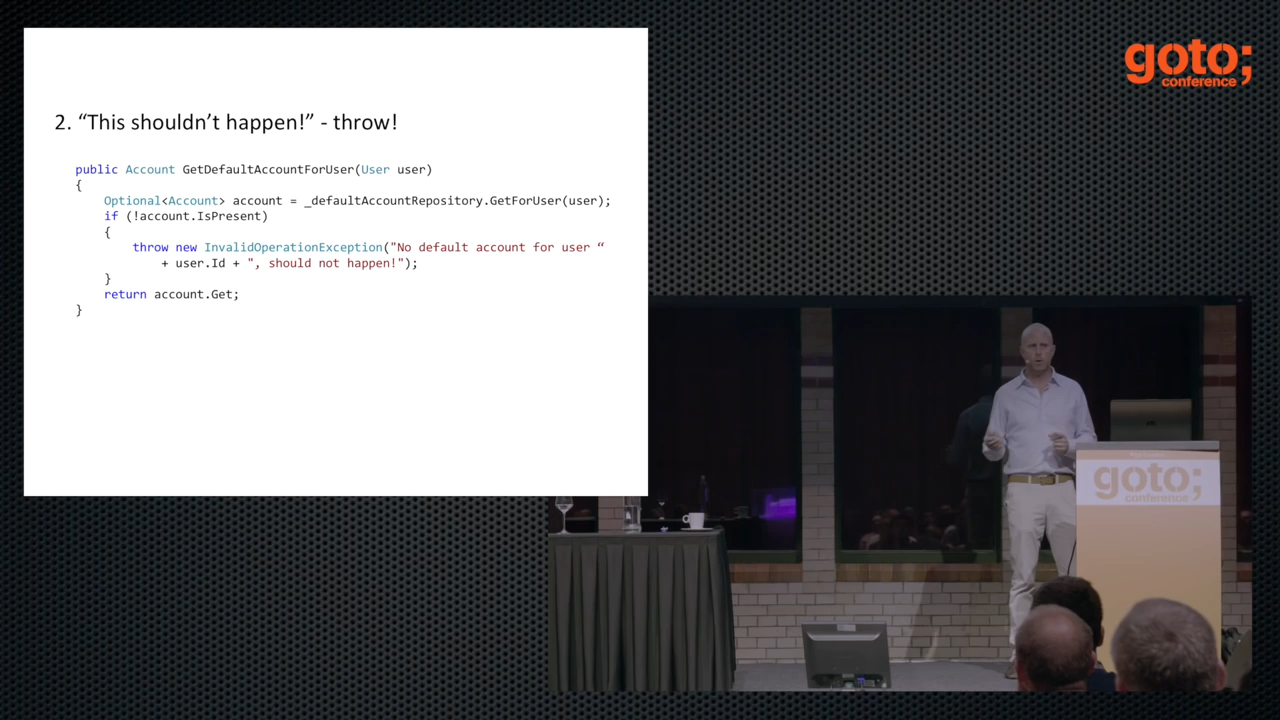 2. “This shouldn’t happen!” - throw!
public Account GetDefaultAccountForUser(User user)
{
Optional<Account> account = _defaultAccountRepository.GetForUser(user);
if (!account.IsPresent)
{
throw new InvalidOperationException("No default account for user “
+ user.Id + ", should not happen!");
}
return account.Get;
}
goto;
conference
goto;
conference